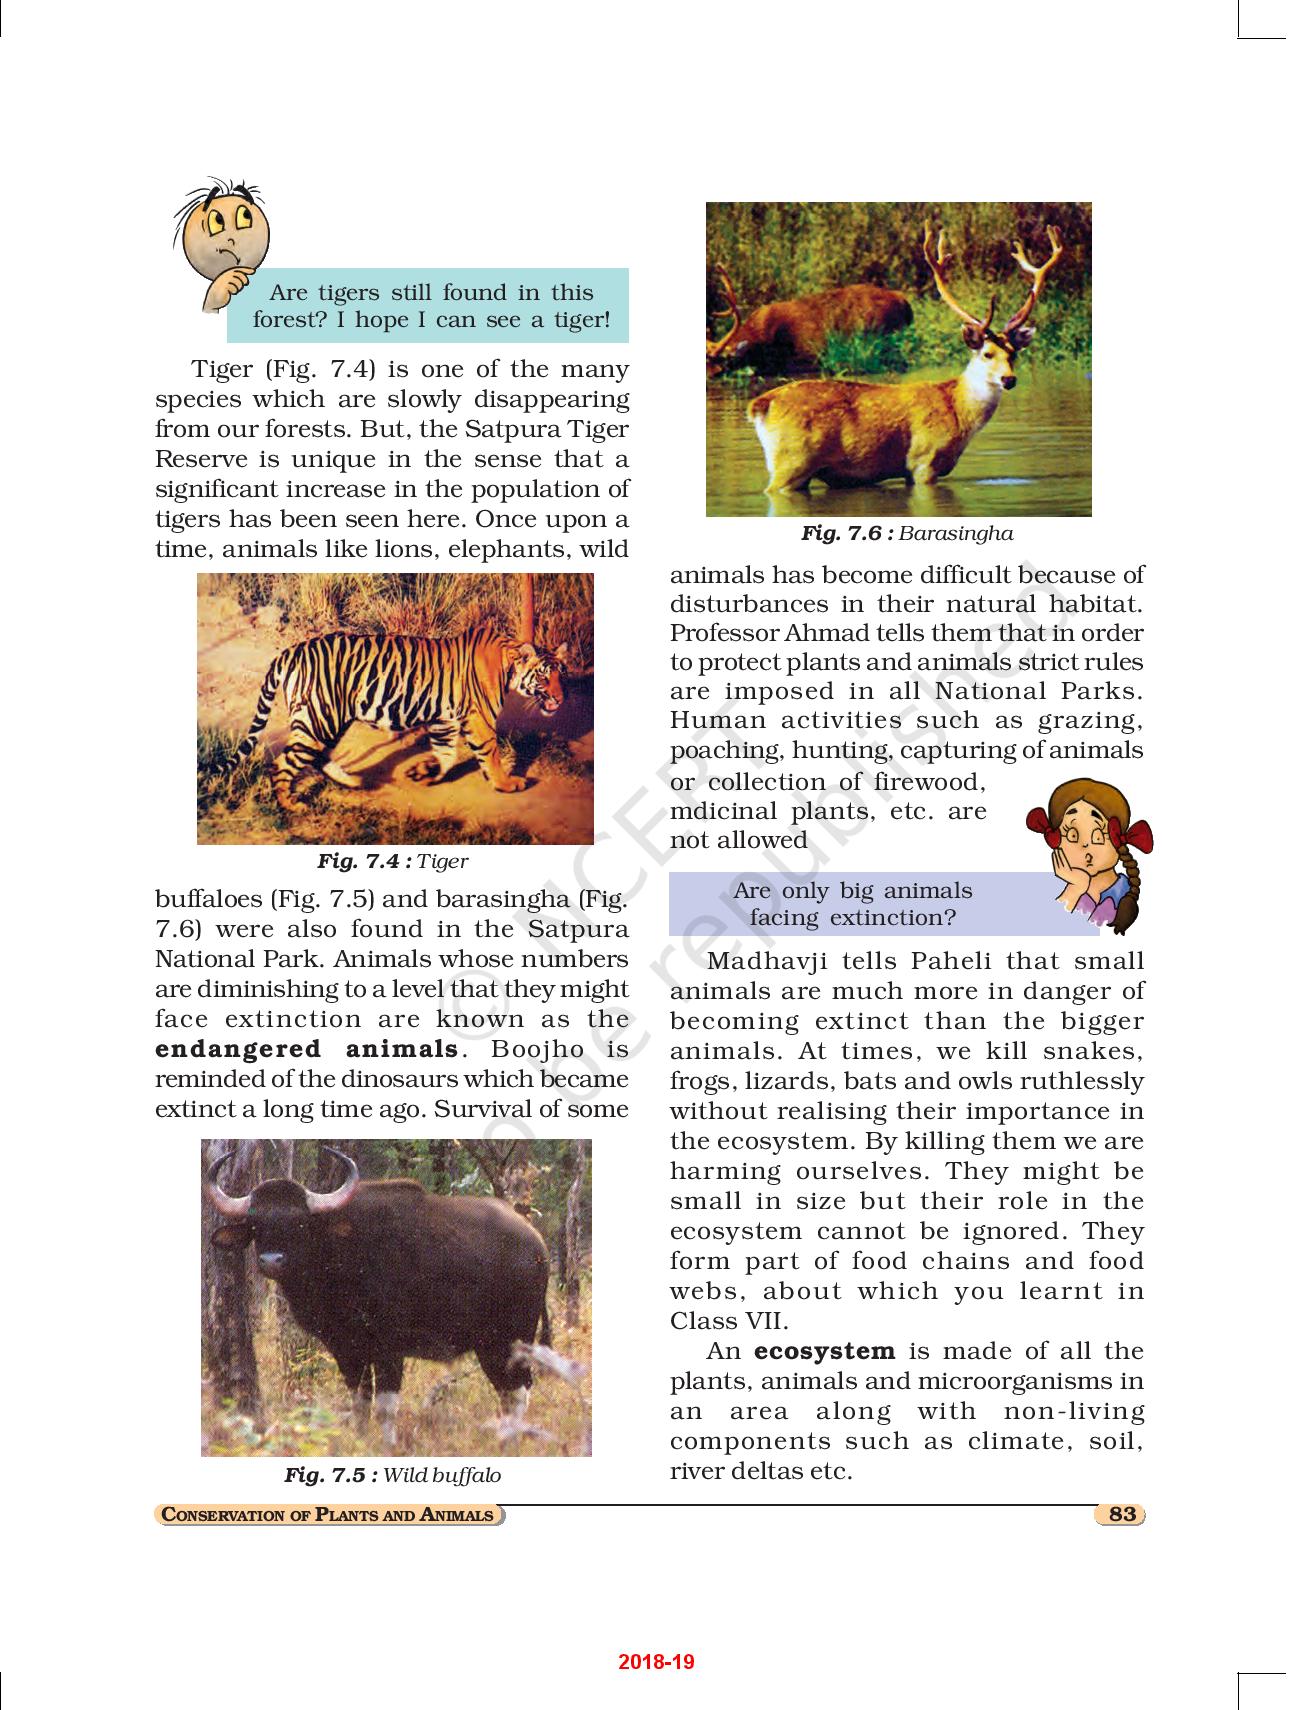 Are tigers still found in this
forest? I hope I can see a tiger!
Tiger (Fig. 7.4) is one of the many
species which are slowly disappearing
from our forests. But, the Satpura Tiger
Reserve is unique in the sense that a
significant increase in the population of
tigers has been seen here. Once upon a
time, animals like lions, elephants, wild
Fig. 7.4 : Tiger
buffaloes (Fig. 7.5) and barasingha (Fig.
7.6) were also found in the Satpura
National Park. Animals whose numbers
are diminishing to a level that they might
face extinction are known as the
endangered animals. Boojho is
reminded of the dinosaurs which became
extinct a long time ago. Survival of some
Fig. 7.5 : Wild buffalo
Fig. 7.6 : Barasingha
animals has become difficult because of
disturbances in their natural habitat.
Professor Ahmad tells them that in order
to protect plants and animals strict rules
are imposed in all National Parks.
Human activities such as grazing,
poaching, hunting, capturing of animals
or collection of firewood,
mdicinal plants, etc. are
not allowed
Are only big animals
facing extinction?
Madhavji tells Paheli that small
animals are much more in danger of
becoming extinct than the bigger
animals. At times, we kill snakes,
frogs, lizards, bats and owls ruthlessly
without realising their importance in
the ecosystem. By killing them we are
harming ourselves. They might be
small in size but their role in the
ecosystem cannot be ignored. They
form part of food chains and food
webs, about which you learnt in
Class VII.
An ecosystem is made of all the
plants, animals and microorganisms in
an area along with non-living
components such as climate, soil,
river deltas etc.
© NCERT
o be republished
CONSERVATION OF PLANTS AND ANIMALS
83
2018-19